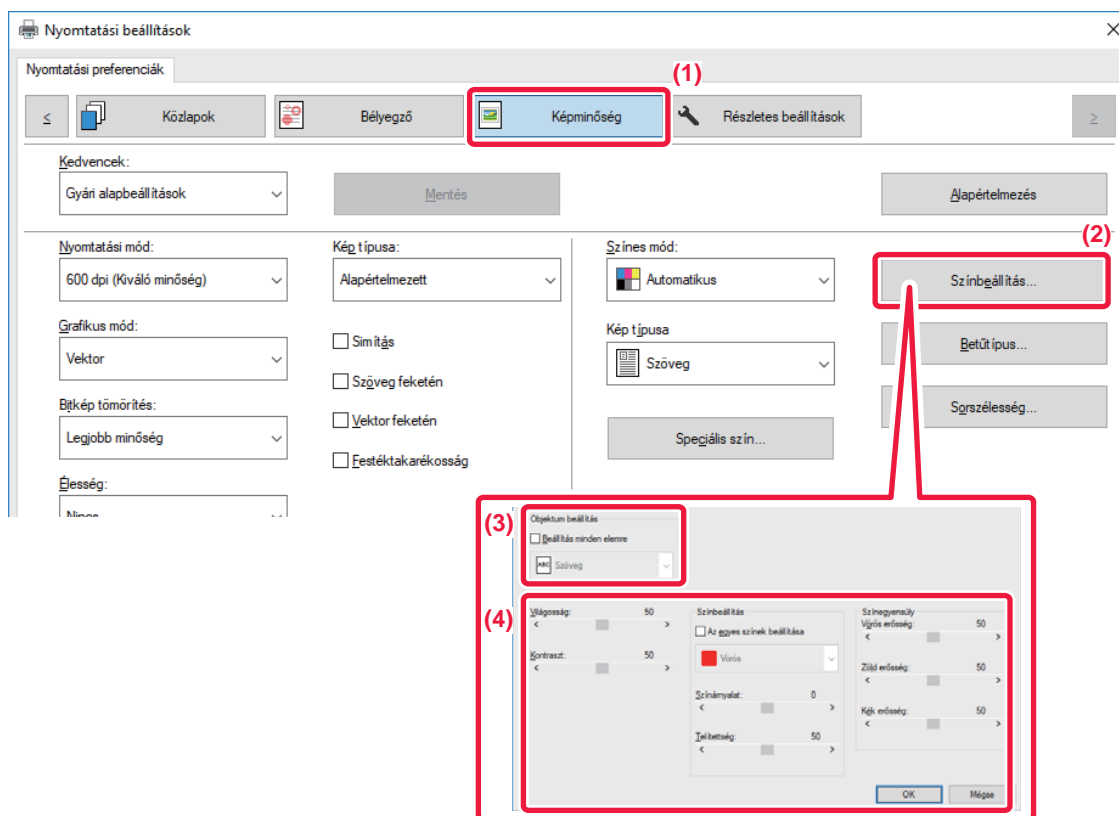 Nyomtatási beállítások
Nyomtatási preferenciák
(1)
< Közlapok Bélyegző Képminőség Részletes beállítások >
Kedvencek:
Gyári alapbeállítások Mentés Alapértelmezés
(2)
Nyomtatási mód: Kép típusa: Színes mód:
600 dpi (Kiváló minőség) Alapértelmezett Automatikus Színbeállítás...
Grafikus mód: Simítás Kép típusa Betűtípus...
Vektor Szöveg feketén Szöveg
Bitkép tömörítés: Vektor feketén Sorszélesség...
Legjobb minőség Festéktakarékosság Speciális szín...
Élesség:
Nincs
(3)
Objektum beállítás
Beállítás minden elemre
ABC Szöveg
(4)
Világosság: 50 Színbeállítás Színegyensúly
< > Az egyes színek beállítása Vörös erősség: 50
< >
Kontraszt: 50 Vörös Zöld erősség: 50
< > < >
Színárnyalat: 0 Kék erősség: 50
< > < >
Telítettség: 50
< >
OK Mégse